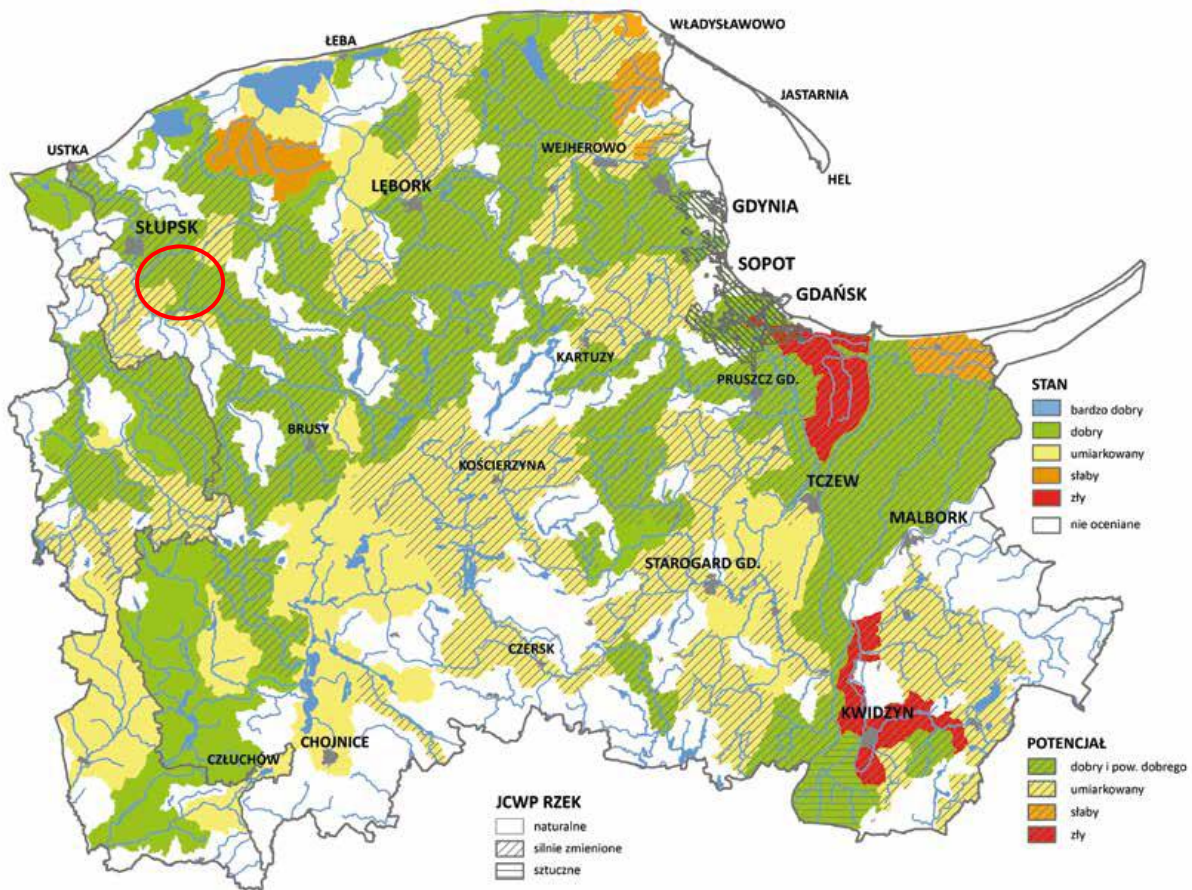 WŁADYSŁAWOWO
ŁEBA
JASTARNIA
USTKA
WEJHEROWO
HEL
LĘBORK
GDYNIA
SŁUPSK
SOPOT
GDAŃSK
KARTUZY
PRUSZCZ GD.
BRUSY
KOŚCIERZYNA
TCZEW
MALBORK
STAROGARD GD.
CZERSK
KWIDZYN
CHOJNICE
CZŁUCHÓW
STAN
bardzo dobry
dobry
umiarkowany
słaby
zły
nie oceniane
POTENCJAŁ
dobry i pow. dobrego
umiarkowany
słaby
zły
JCWP RZEK
naturalne
silnie zmienione
sztuczne